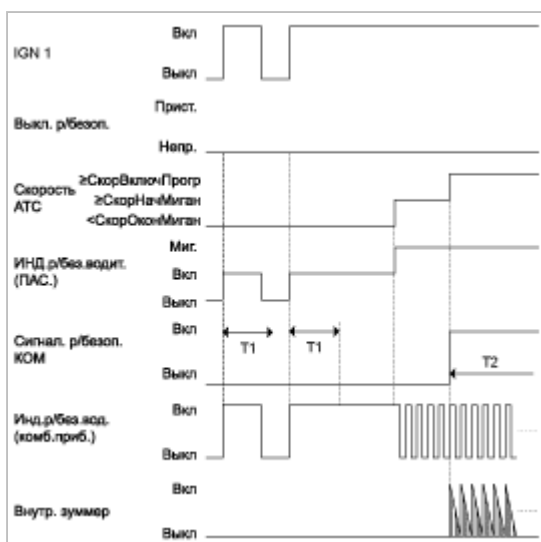 IGN 1
Вкл
Выкл
Выкл. р/безоп.
Прист.
Непр.
Скорость
АТС
≥СкорВключПрогр
≥СкорНачМиган
<СкорОконМиган
ИНД.р/без.водит.
(ПАС.)
Миг.
Вкл
Выкл
Сигнал. р/безоп.
КОМ
Вкл
Выкл
T1
T1
T2
Инд.р/без.вод.
(комб.приб.)
Вкл
Выкл
Внутр. зуммер
Вкл
Выкл